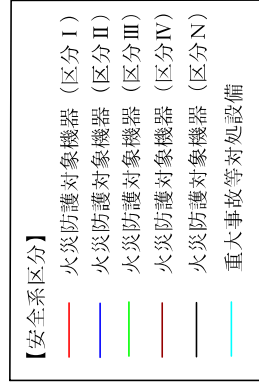 【安全系区分】
火災防護対象機器（区分Ⅰ）
火災防護対象機器（区分Ⅱ）
火災防護対象機器（区分Ⅲ）
火災防護対象機器（区分Ⅳ）
火災防護対象機器（区分N）
重大事故等対処設備